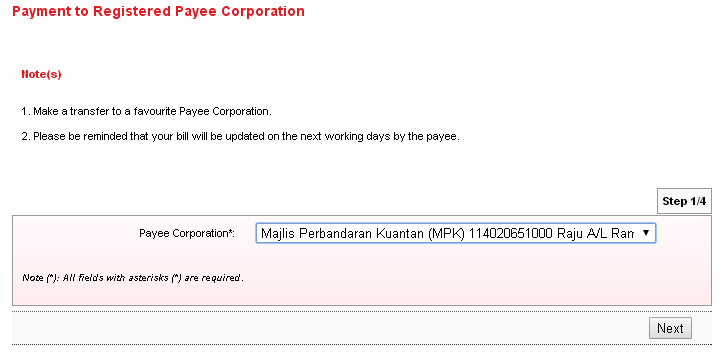 Payment to Registered Payee Corporation
Note(s)
1. Make a transfer to a favourite Payee Corporation.
2. Please be reminded that your bill will be updated on the next working days by the payee.
Step 1/4
Payee Corporation*: Majlis Perbandaran Kuantan (MPK) 114020651000 Raju A/L Ram
Note (*): All fields with asterisks (*) are required.
Next